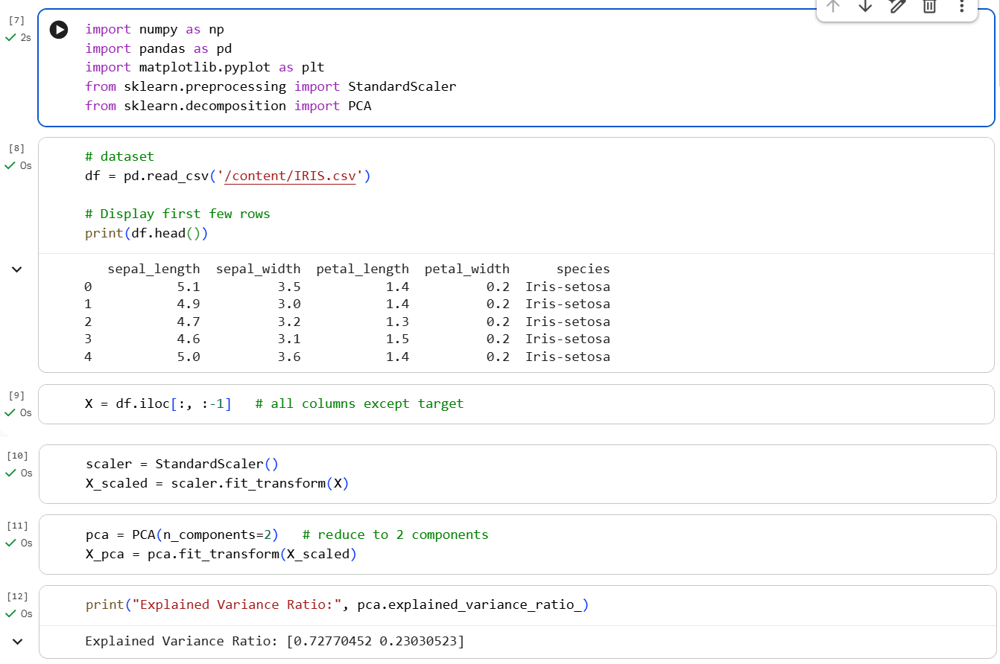 [7]
2s
import numpy as np
import pandas as pd
import matplotlib.pyplot as plt
from sklearn.preprocessing import StandardScaler
from sklearn.decomposition import PCA
[8]
0s
# dataset
df = pd.read_csv('/content/IRIS.csv')
# Display first few rows
print(df.head())
sepal_length sepal_width petal_length petal_width species
0 5.1 3.5 1.4 0.2 Iris-setosa
1 4.9 3.0 1.4 0.2 Iris-setosa
2 4.7 3.2 1.3 0.2 Iris-setosa
3 4.6 3.1 1.5 0.2 Iris-setosa
4 5.0 3.6 1.4 0.2 Iris-setosa
[9]
0s
X = df.iloc[:, :-1] # all columns except target
[10]
0s
scaler = StandardScaler()
X_scaled = scaler.fit_transform(X)
[11]
0s
pca = PCA(n_components=2) # reduce to 2 components
X_pca = pca.fit_transform(X_scaled)
[12]
0s
print("Explained Variance Ratio:", pca.explained_variance_ratio_)
Explained Variance Ratio: [0.72770452 0.23030523]